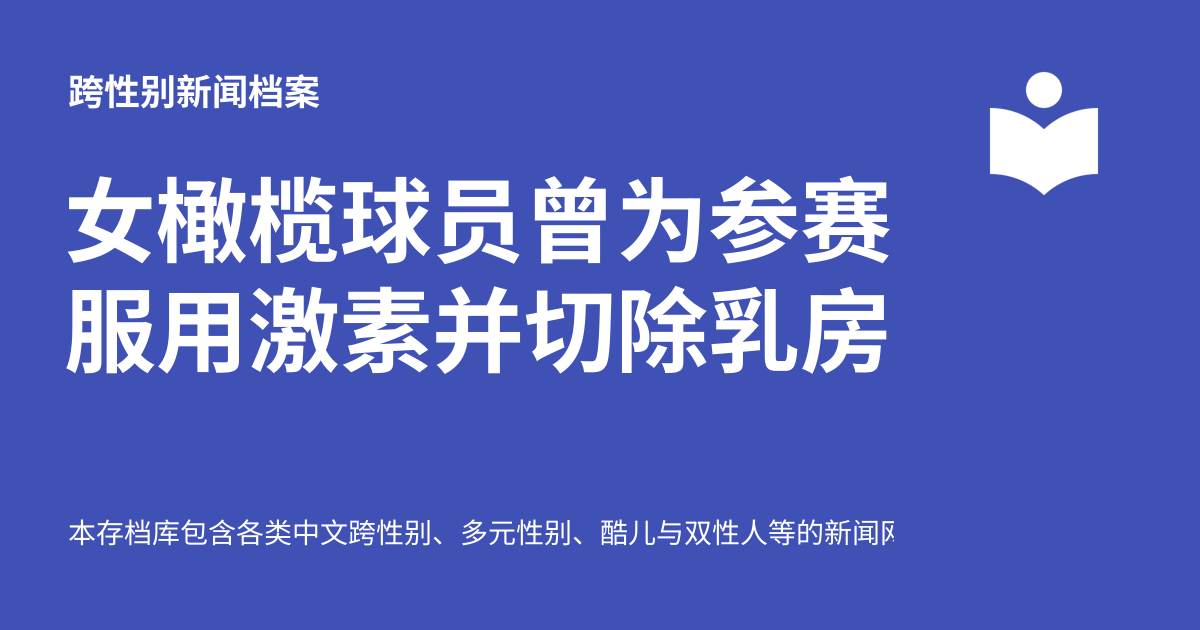 跨性别新闻档案
女橄榄球员曾为参赛
服用激素并切除乳房
本存档库包含各类中文跨性别、多元性别、酷儿与双性人等的新闻网